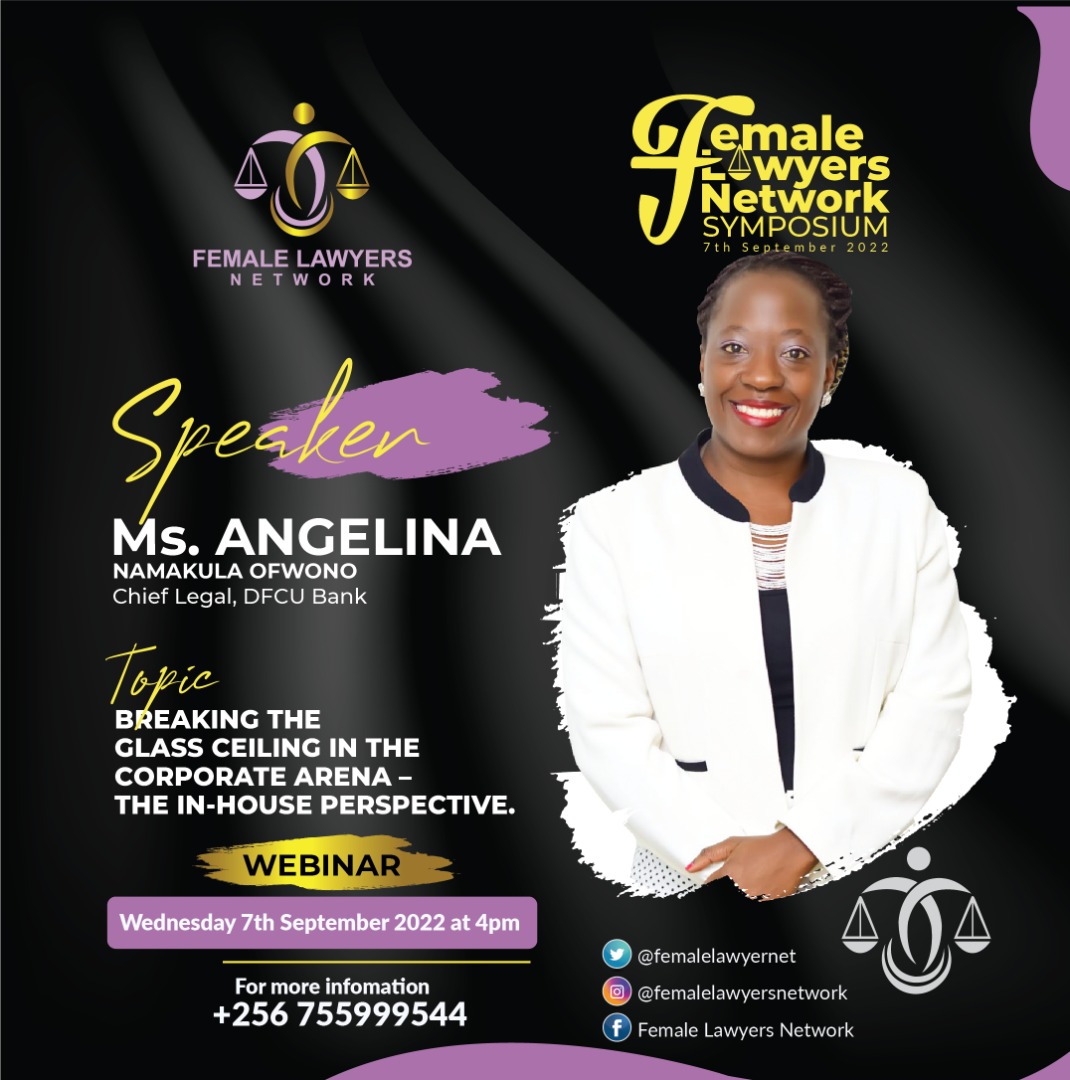 FEMALE LAWYERS
NETWORK
Female
Lawyers
Network
SYMPOSIUM
7th September 2022
Speaker
Ms. ANGELINA
NAMAKULA OFWONO
Chief Legal, DFCU Bank
Topic
BREAKING THE
GLASS CEILING IN THE
CORPORATE ARENA –
THE IN-HOUSE PERSPECTIVE.
WEBINAR
Wednesday 7th September 2022 at 4pm
For more infomation
+256 755999544
@femalelawyernet
@femalelawyersnetwork
Female Lawyers Network